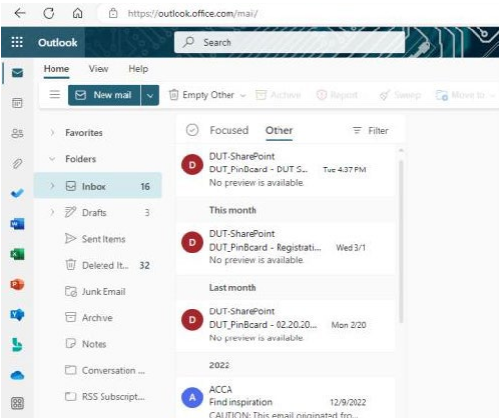 https://outlook.office.com/mai/
Outlook
Search
Home View Help
New mail
Empty Other
Archive
Report
Sweep
Move to
Favorites
Folders
Inbox 16
Drafts 3
Sent Items
Deleted It... 32
Junk Email
Archive
Notes
Conversation ...
RSS Subscript...
Focused Other
Filter
D
DUT-SharePoint
DUT_PinBoard - DUT S... Tue 4:37 PM
No preview is available.
This month
D
DUT-SharePoint
DUT_PinBoard - Registrati... Wed 3/1
No preview is available.
Last month
D
DUT-SharePoint
DUT_PinBoard - 02.20.20... Mon 2/20
No preview is available.
2022
A
ACCA
Find inspiration 12/9/2022
CAUTION: This email originated fro...